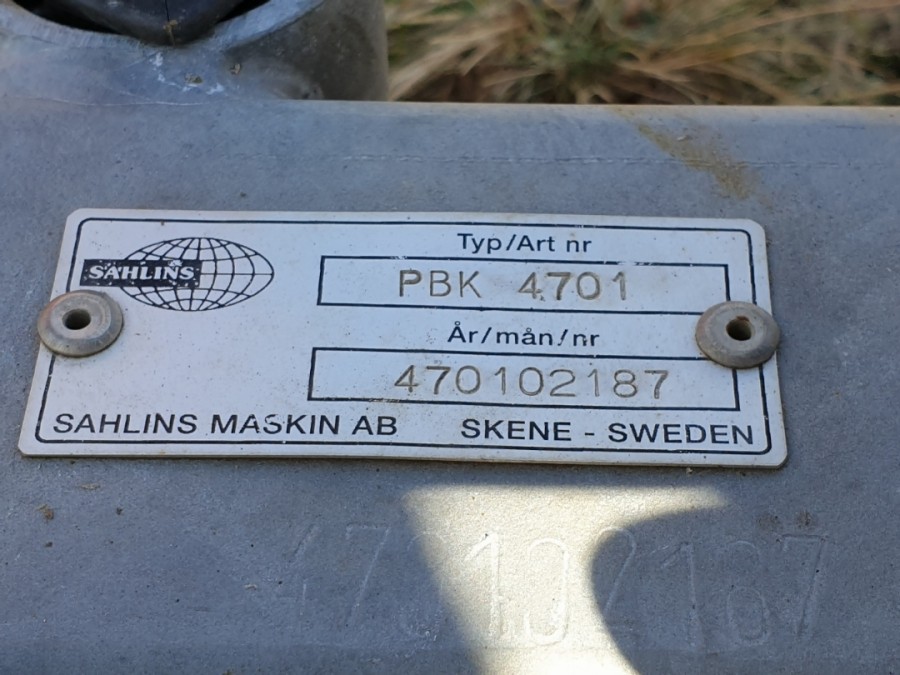 SAHLINS
Typ/Art nr
PBK 4701
År/mån/nr
470102187
SAHLINS MASKIN AB SKENE - SWEDEN
470102187